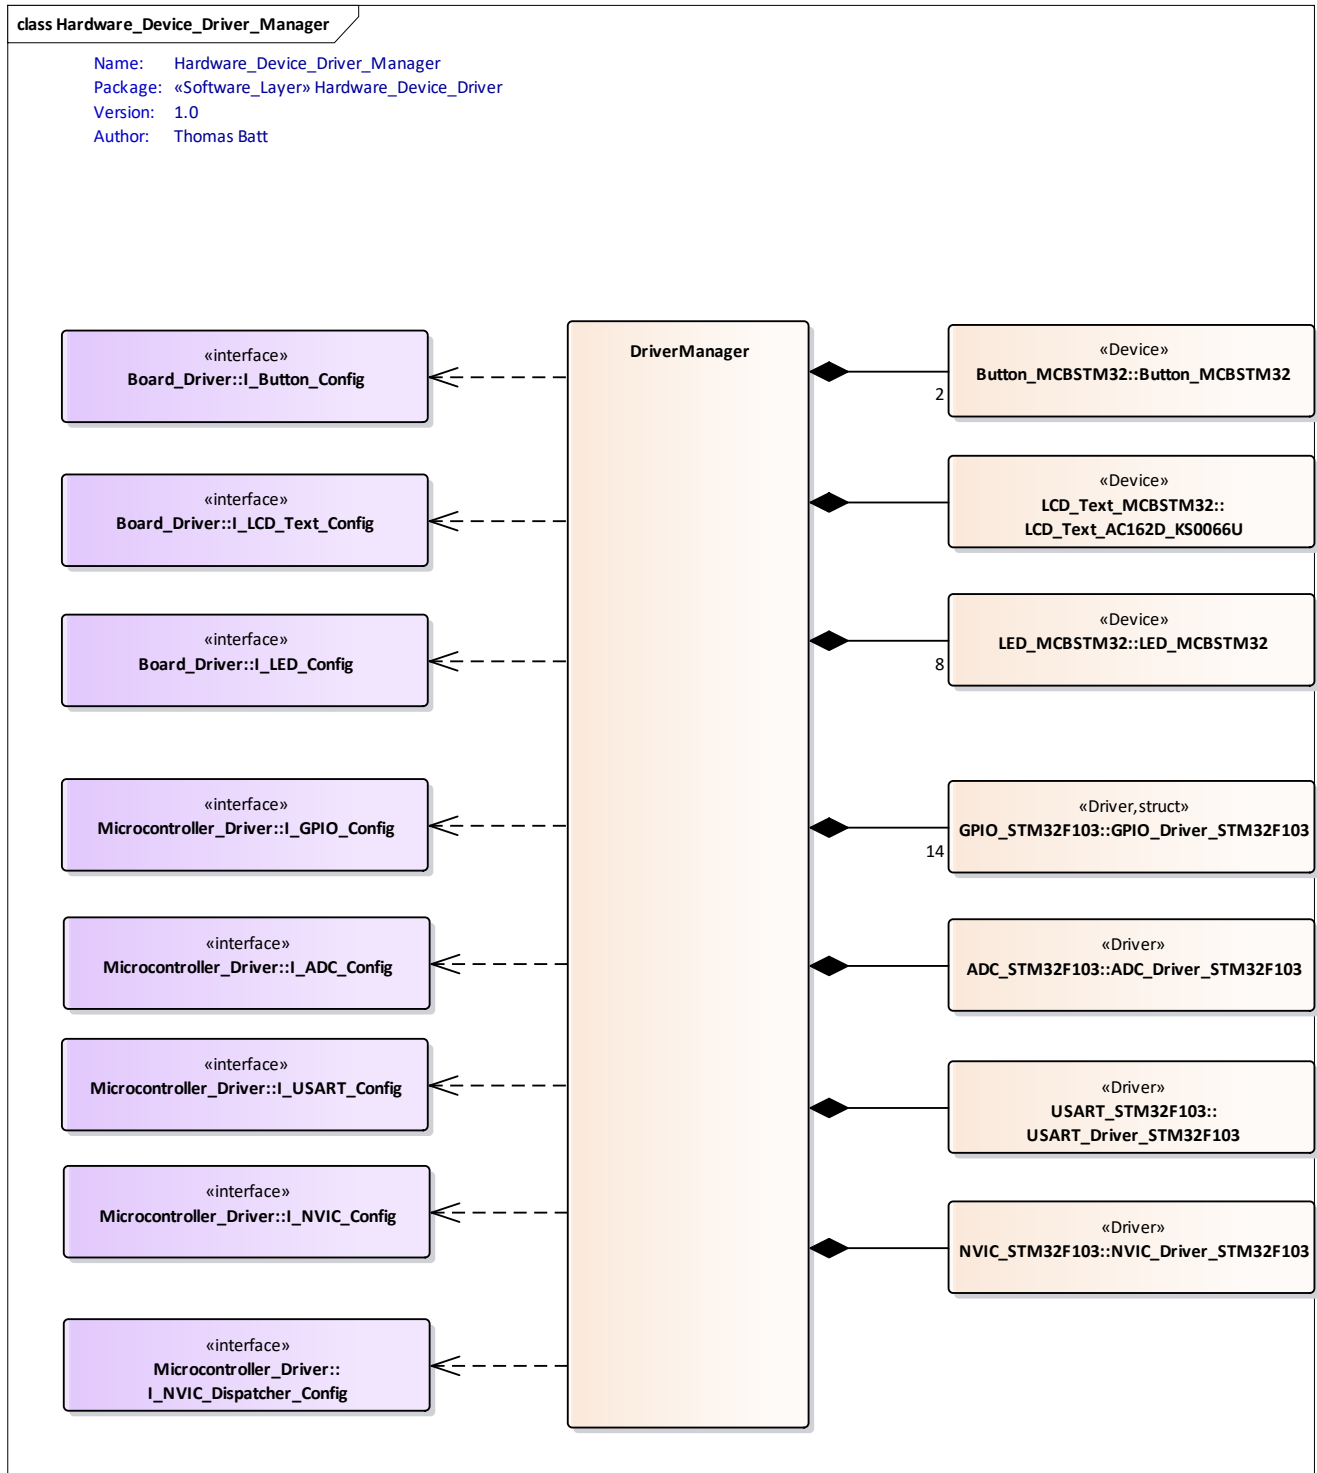 class Hardware_Device_Driver_Manager
Name: Hardware_Device_Driver_Manager
Package: «Software_Layer» Hardware_Device_Driver
Version: 1.0
Author: Thomas Batt
«interface»
Board_Driver::I_Button_Config
«interface»
Board_Driver::I_LCD_Text_Config
«interface»
Board_Driver::I_LED_Config
«interface»
Microcontroller_Driver::I_GPIO_Config
«interface»
Microcontroller_Driver::I_ADC_Config
«interface»
Microcontroller_Driver::I_USART_Config
«interface»
Microcontroller_Driver::I_NVIC_Config
«interface»
Microcontroller_Driver::
I_NVIC_Dispatcher_Config
DriverManager
«Device»
Button_MCBSTM32::Button_MCBSTM32
2
«Device»
LCD_Text_MCBSTM32::
LCD_Text_AC162D_KS0066U
«Device»
LED_MCBSTM32::LED_MCBSTM32
8
«Driver,struct»
GPIO_STM32F103::GPIO_Driver_STM32F103
14
«Driver»
ADC_STM32F103::ADC_Driver_STM32F103
«Driver»
USART_STM32F103::
USART_Driver_STM32F103
«Driver»
NVIC_STM32F103::NVIC_Driver_STM32F103